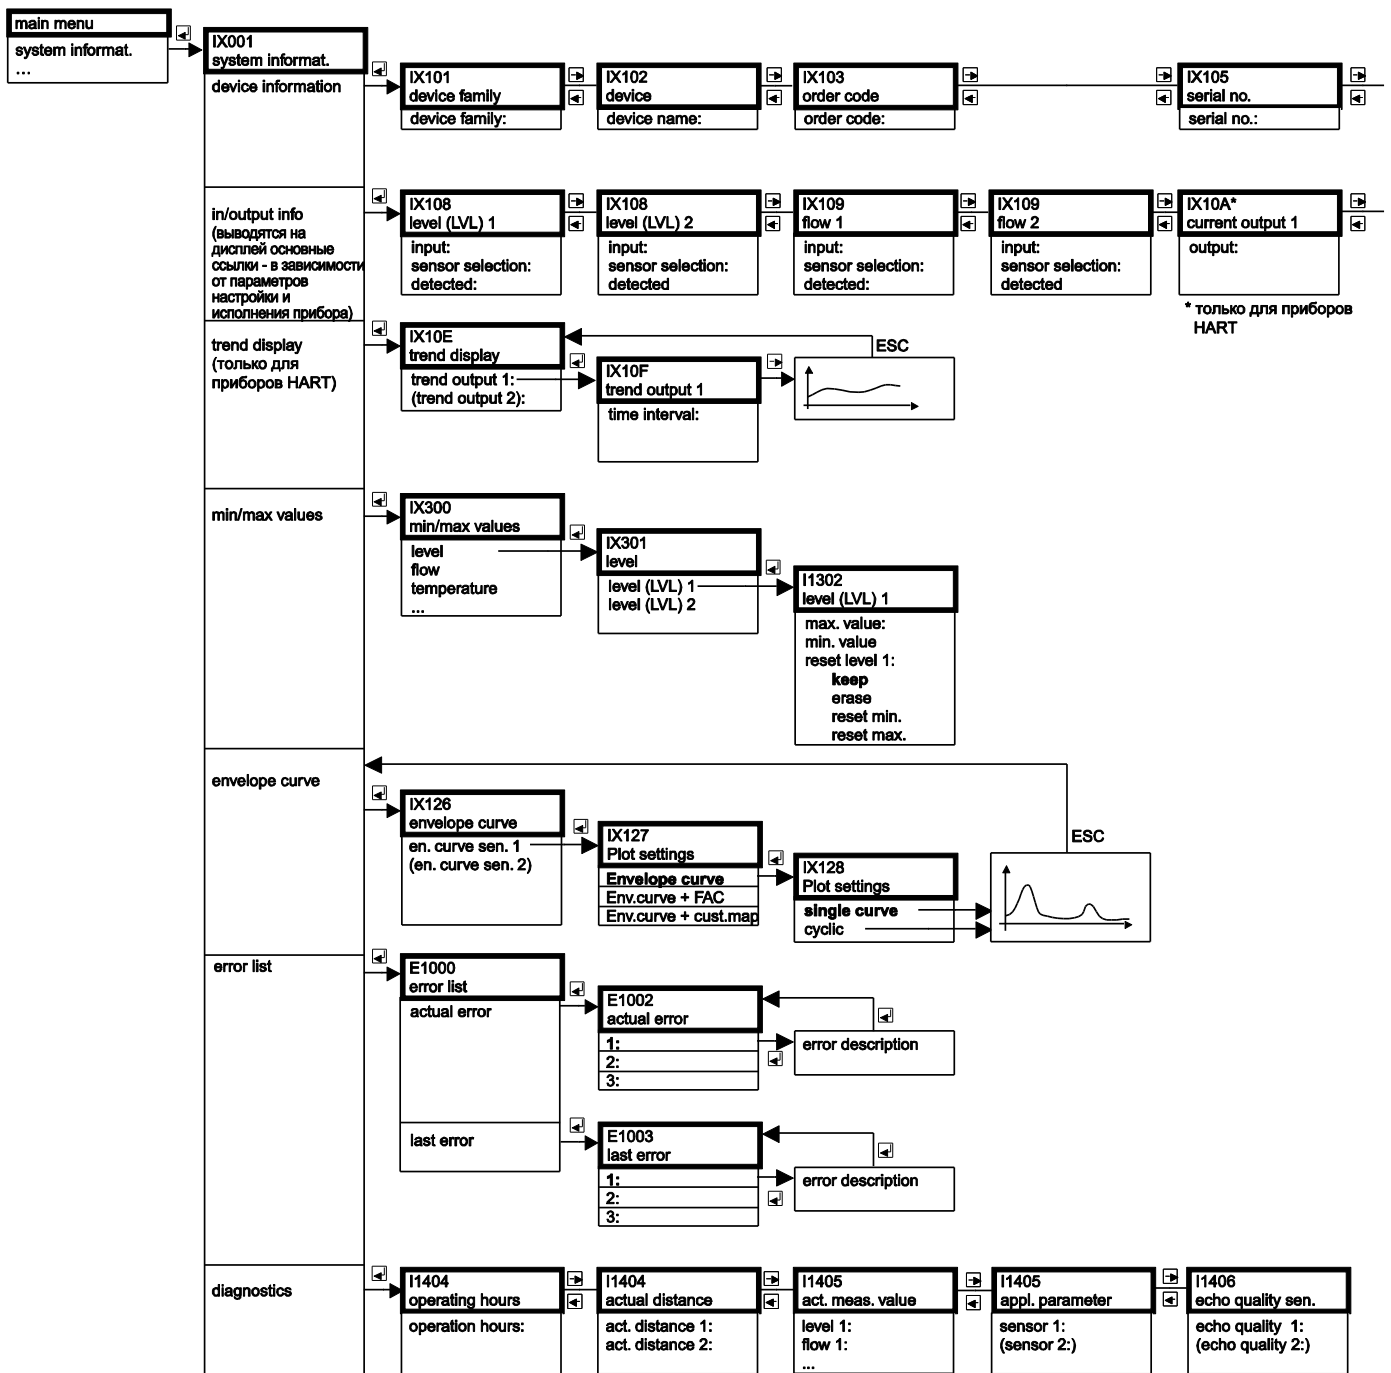 main menu
system informat.
...
IX001
system informat.
device information
IX101
device family
device family:
IX102
device
device name:
IX103
order code
order code:
IX105
serial no.
serial no.:
in/output info
(выводятся на
дисплей основные
ссылки - в зависимости
от параметров
настройки и
исполнения прибора)
IX108
level (LVL) 1
input:
sensor selection:
detected:
IX108
level (LVL) 2
input:
sensor selection:
detected
IX109
flow 1
input:
sensor selection:
detected:
IX109
flow 2
input:
sensor selection:
detected
IX10A*
current output 1
output:
* только для приборов
HART
trend display
(только для
приборов HART)
IX10E
trend display
trend output 1:
(trend output 2):
IX10F
trend output 1
time interval:
ESC
min/max values
IX300
min/max values
level
flow
temperature
...
IX301
level
level (LVL) 1
level (LVL) 2
I1302
level (LVL) 1
max. value:
min. value
reset level 1:
keep
erase
reset min.
reset max.
envelope curve
IX126
envelope curve
en. curve sen. 1
(en. curve sen. 2)
IX127
Plot settings
Envelope curve
Env.curve + FAC
Env.curve + cust.map
IX128
Plot settings
single curve
cyclic
ESC
error list
E1000
error list
actual error
E1002
actual error
1:
2:
3:
error description
last error
E1003
last error
1:
2:
3:
error description
diagnostics
I1404
operating hours
operation hours:
I1404
actual distance
act. distance 1:
act. distance 2:
I1405
act. meas. value
level 1:
flow 1:
...
I1405
appl. parameter
sensor 1:
(sensor 2:)
I1406
echo quality sen.
echo quality 1:
(echo quality 2:)